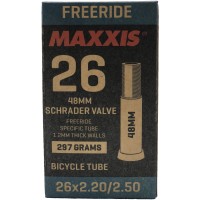 FREERIDE
MAXXIS
26
48MM
SCHRADER VALVE
FREERIDE
SPECIFIC TUBE
1.2MM THICK WALLS
297 GRAMS
48MM
BICYCLE TUBE
26x2.20/2.50